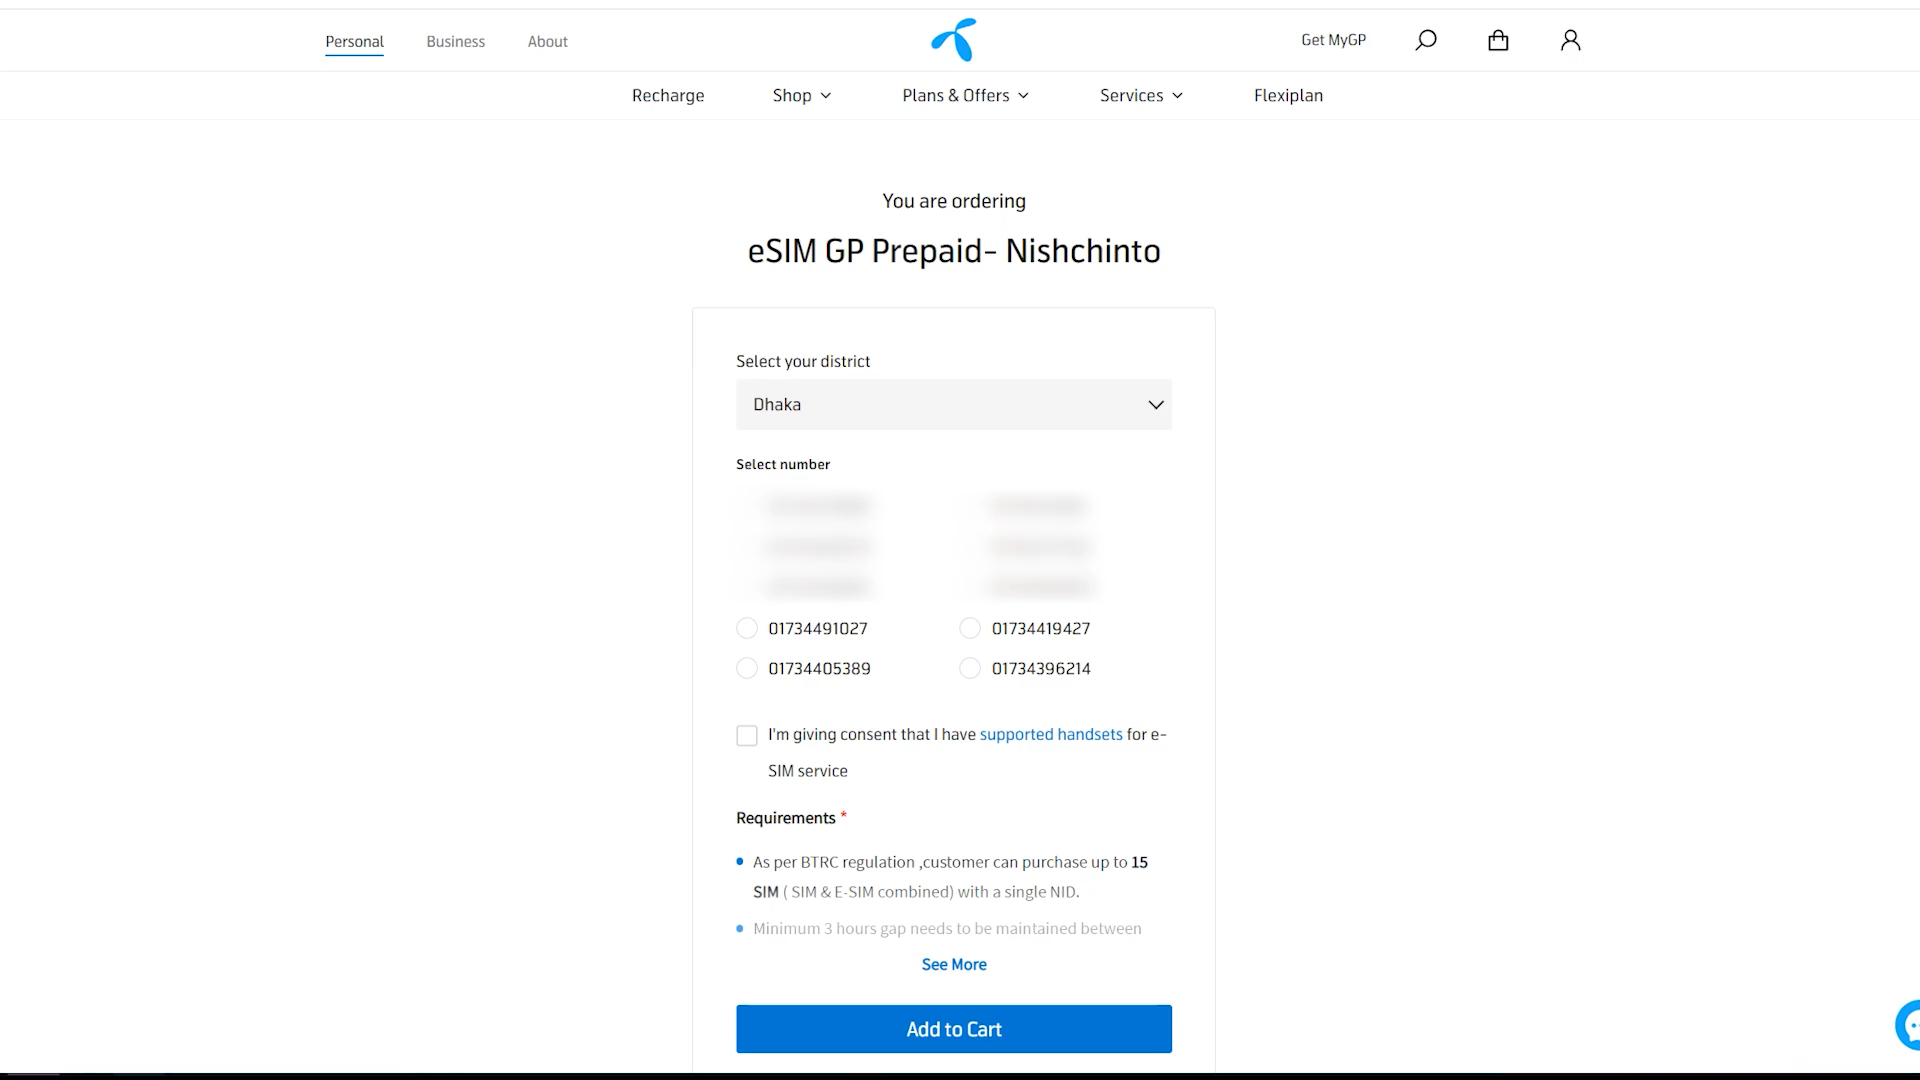 Personal Business About Get MyGP
Recharge Shop Plans & Offers Services Flexiplan
You are ordering
eSIM GP Prepaid- Nishchinto
Select your district
Dhaka
Select number
01734491027 01734419427
01734405389 01734396214
I'm giving consent that I have supported handsets for e-
SIM service
Requirements *
As per BTRC regulation ,customer can purchase up to 15
SIM ( SIM & E-SIM combined) with a single NID.
Minimum 3 hours gap needs to be maintained between
See More
Add to Cart